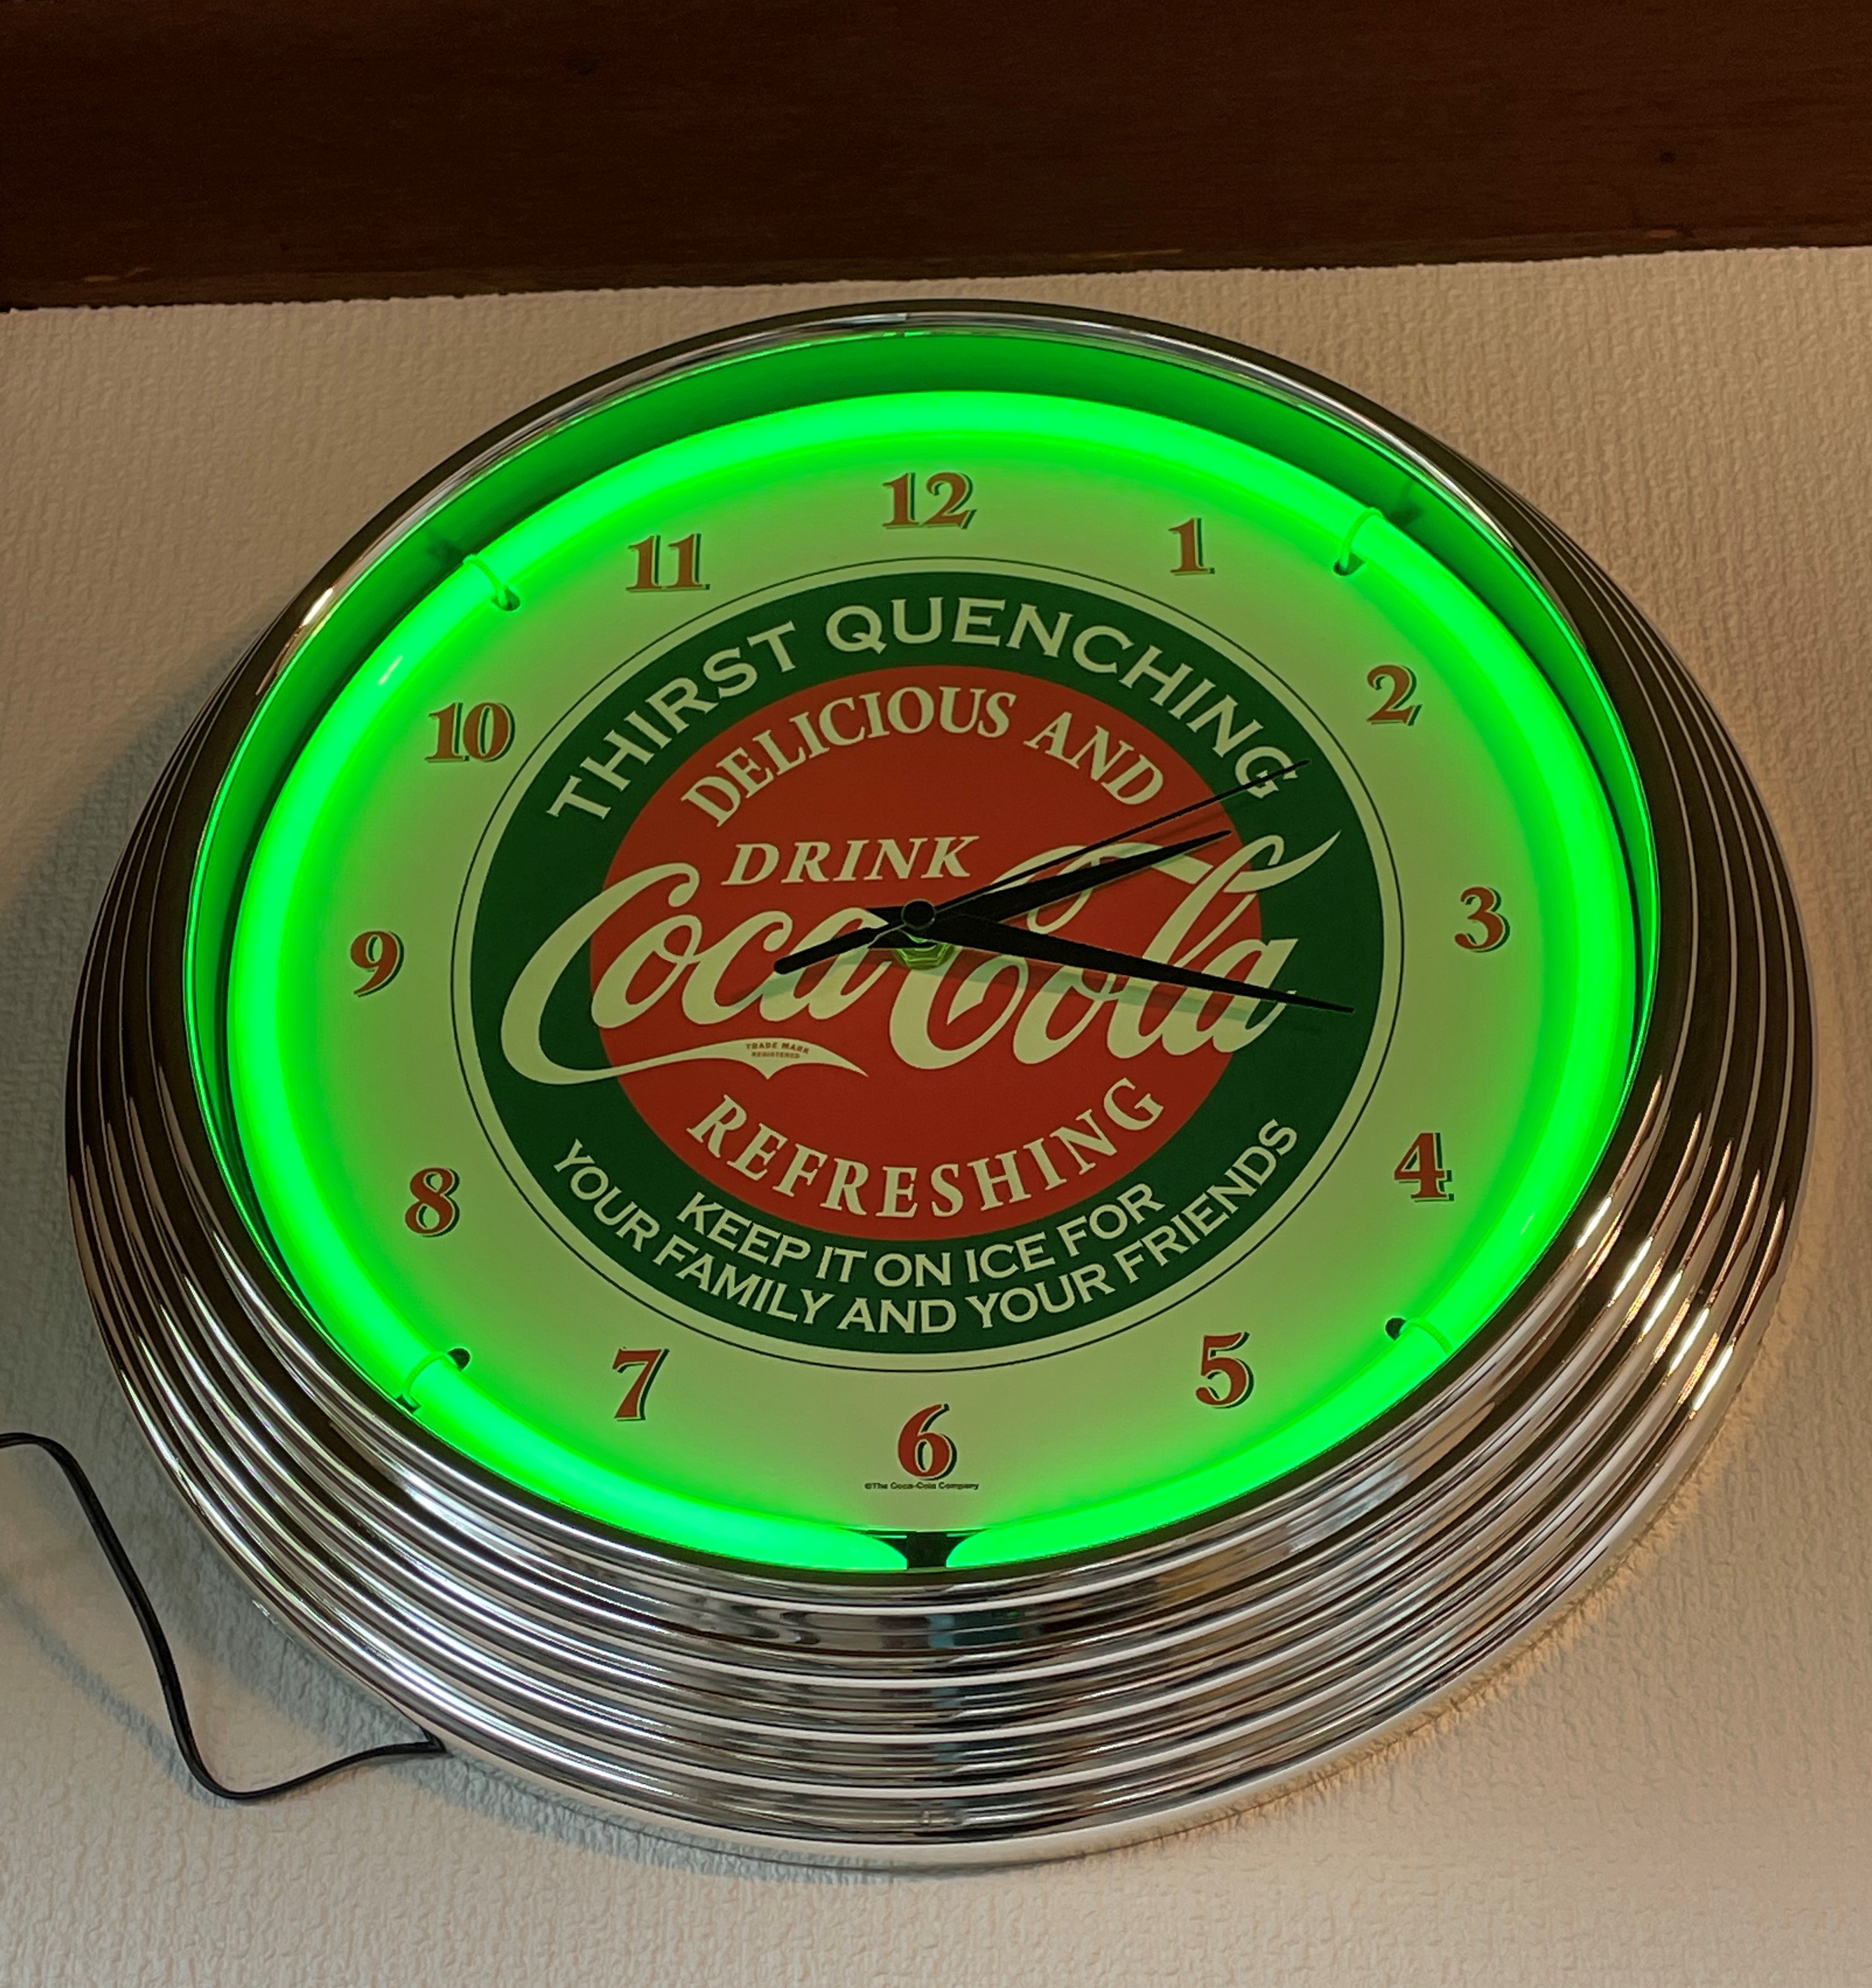 12
11
1
10
2
9
3
8
4
7
5
6
THIRST QUENCHING
DELICIOUS AND
DRINK
Coca-Cola
TRADE MARK
REGISTERED
REFRESHING
KEEP IT ON ICE FOR
YOUR FAMILY AND YOUR FRIENDS
©The Coca-Cola Company